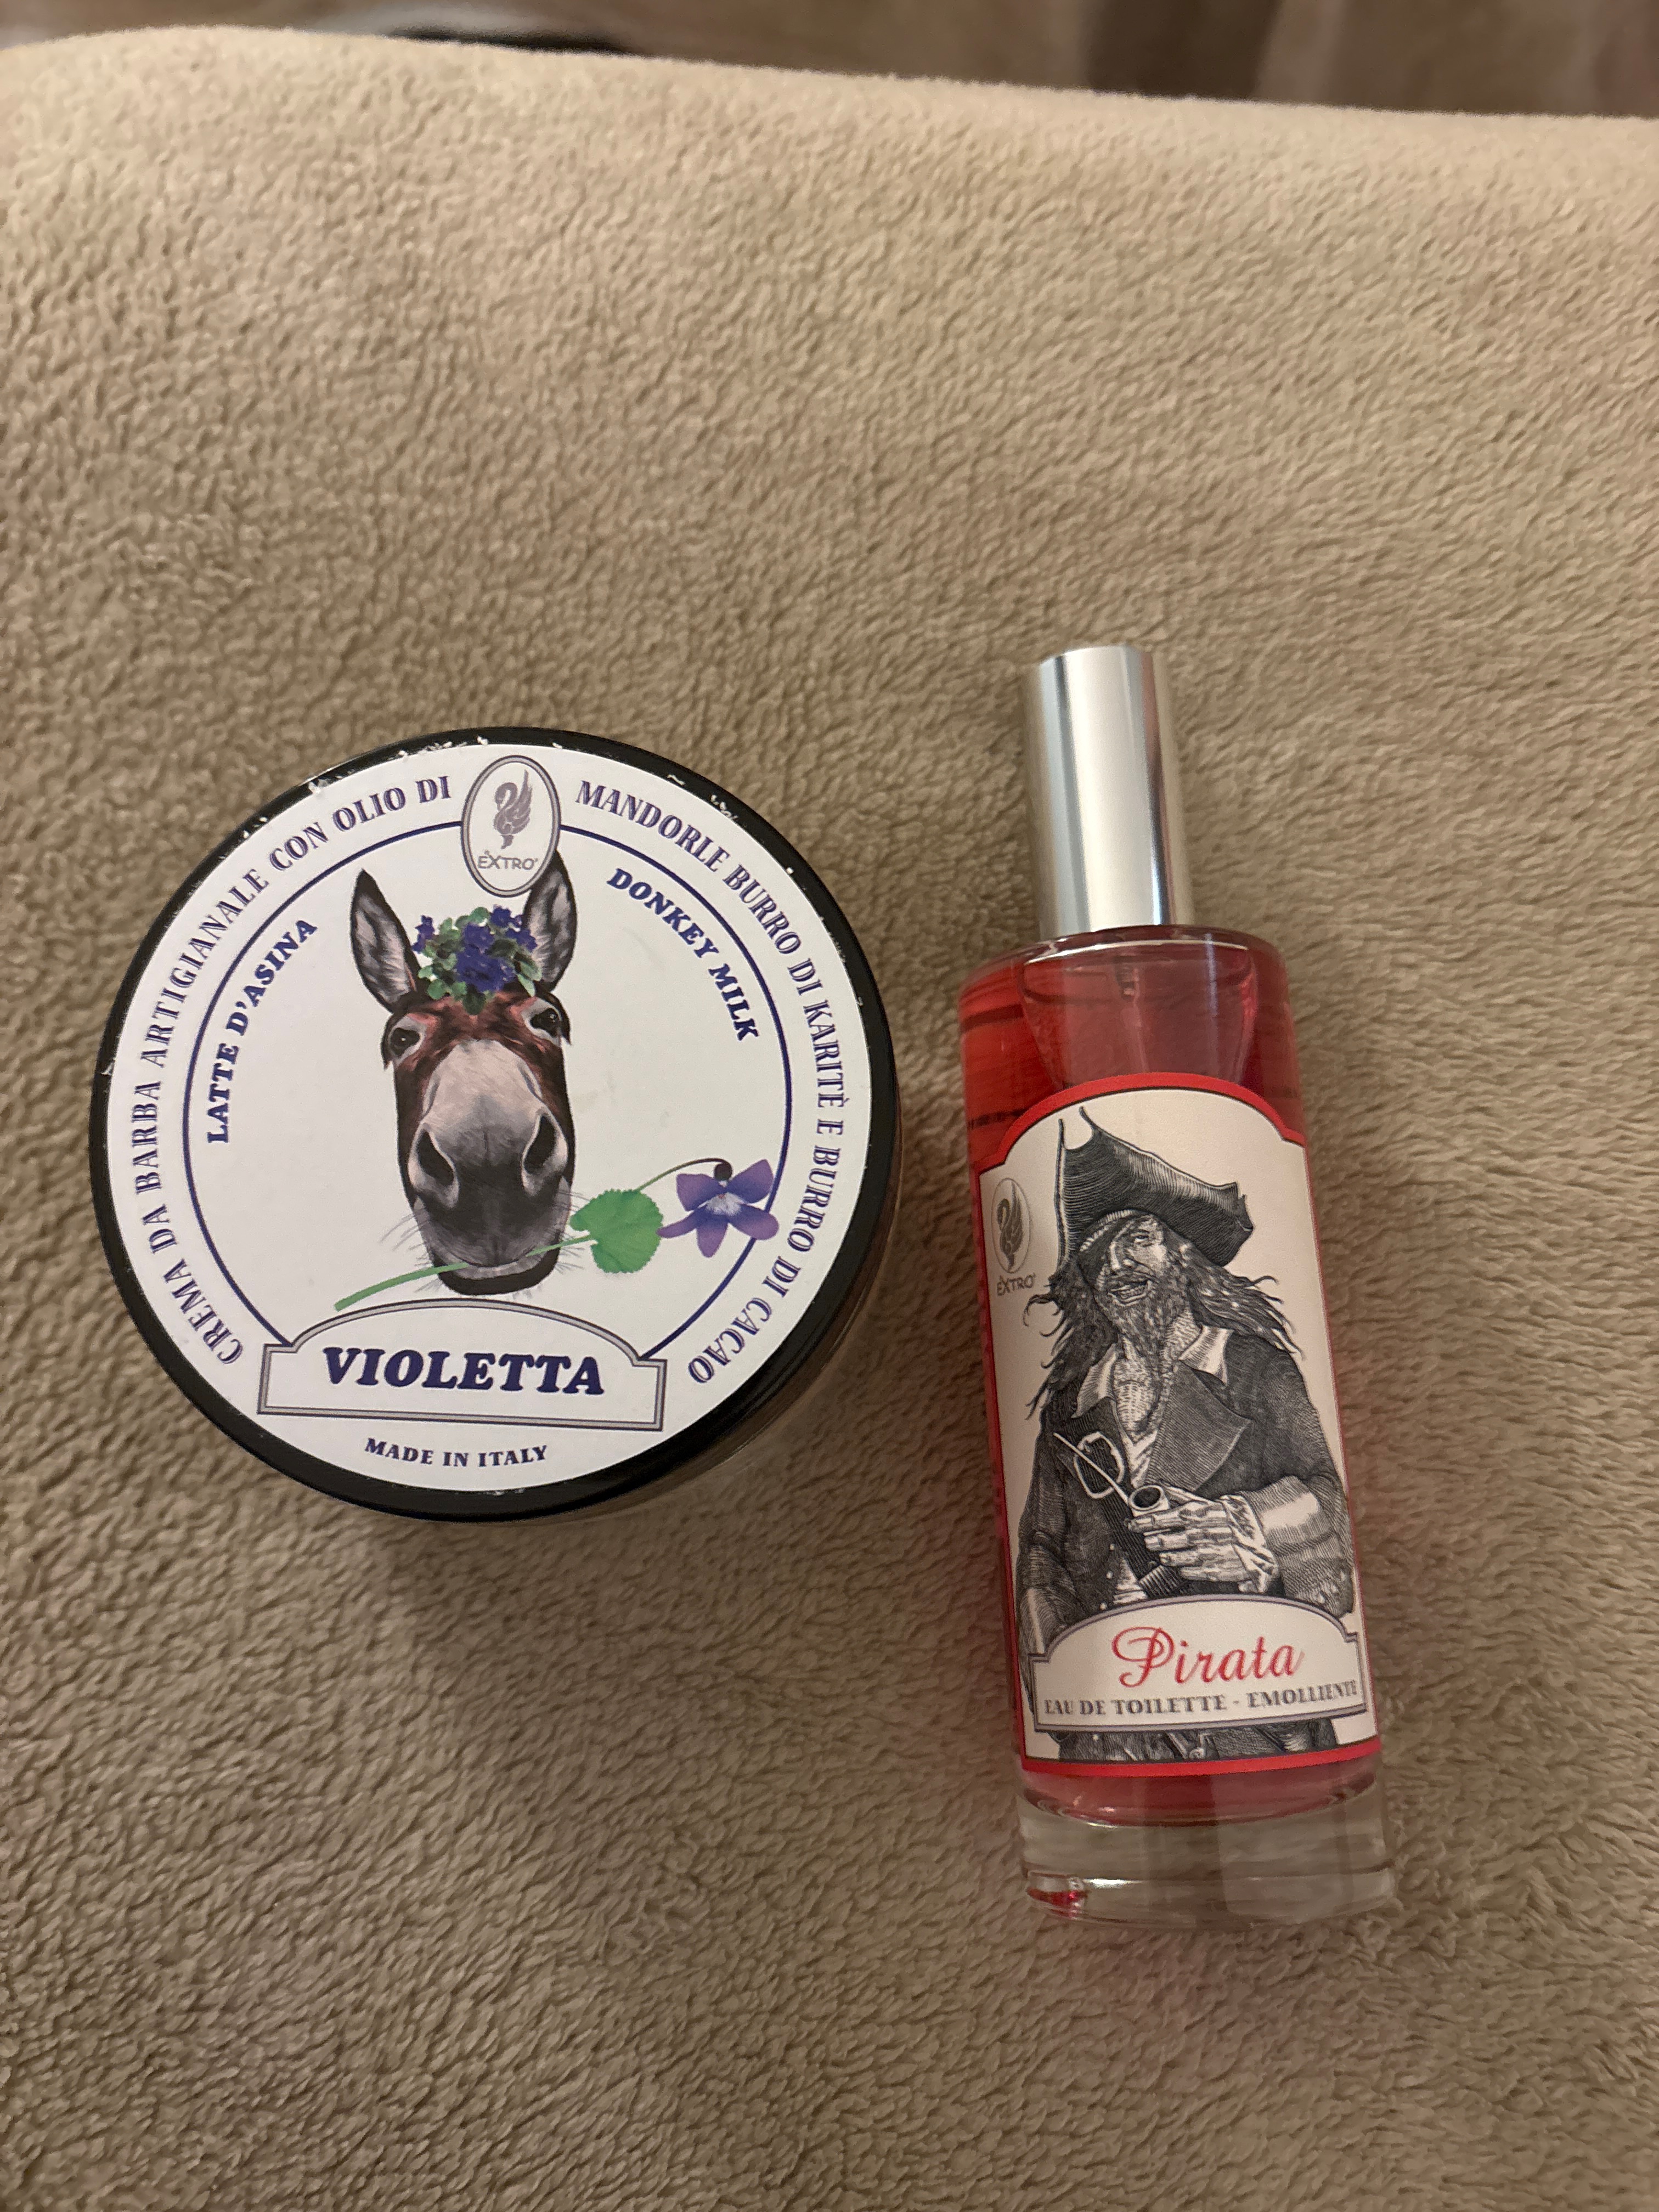 CREMA DA BARBA ARTIGIANALE CON OLIO DI MANDORLE BURRO DI KARITÈ E BURRO DI CACAO
EXTRO'
LATTE D'ASINA
DONKEY MILK
VIOLETTA
MADE IN ITALY
EXTRO'
Pirata
EAU DE TOILETTE - EMOLLIENTE